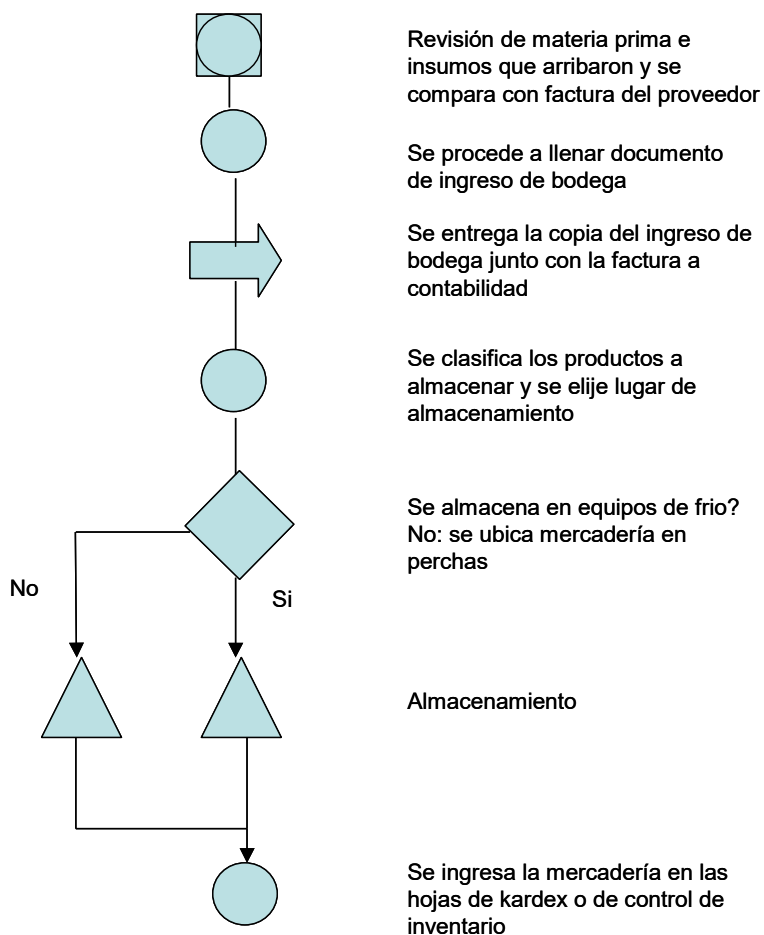 Revisión de materia prima e
insumos que arribaron y se
compara con factura del proveedor
Se procede a llenar documento
de ingreso de bodega
Se entrega la copia del ingreso de
bodega junto con la factura a
contabilidad
Se clasifica los productos a
almacenar y se elije lugar de
almacenamiento
Se almacena en equipos de frio?
No: se ubica mercadería en
perchas
No
Si
Almacenamiento
Se ingresa la mercadería en las
hojas de kardex o de control de
inventario